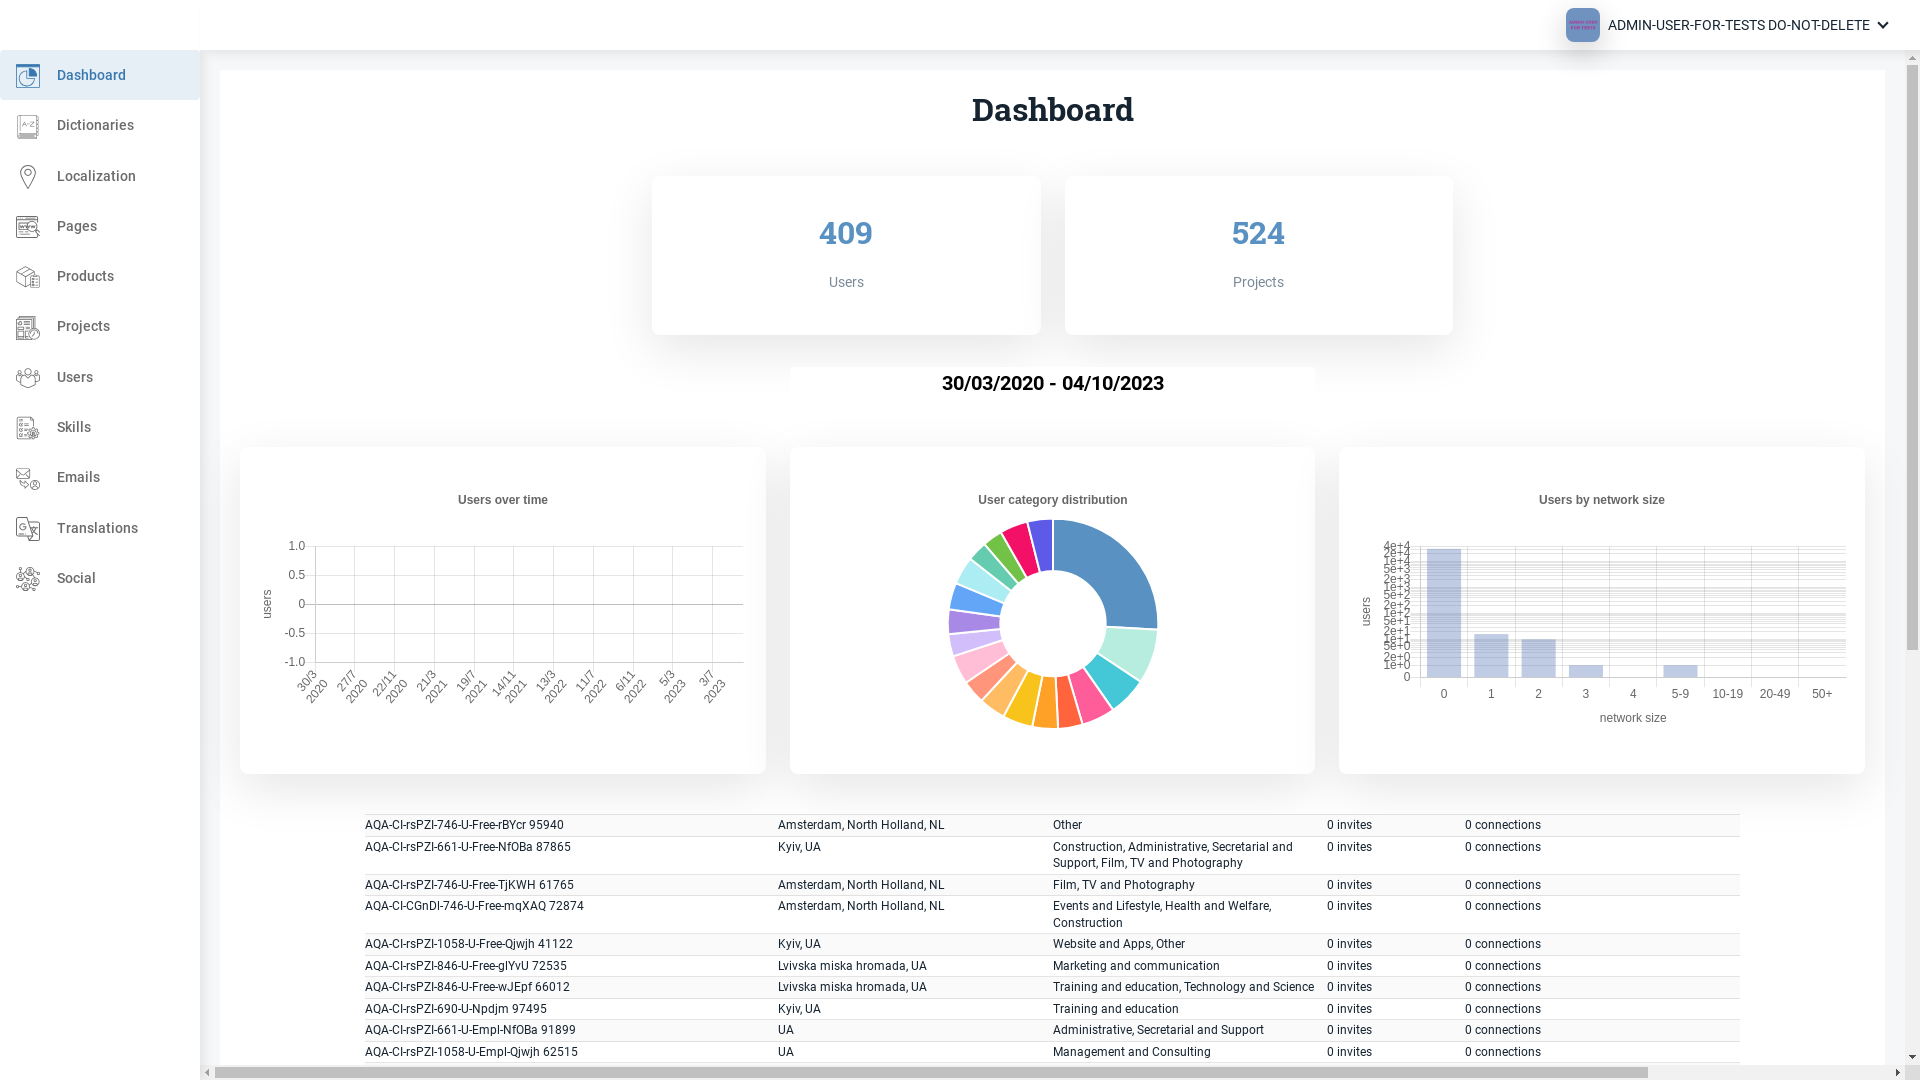 ADMIN-USER-FOR-TESTS DO-NOT-DELETE
Dashboard
Dictionaries
Localization
Pages
Products
Projects
Users
Skills
Emails
Translations
Social
Dashboard
409
Users
524
Projects
30/03/2020 - 04/10/2023
Users over time
1.0
0.5
0
-0.5
-1.0
users
30/3 2020
27/7 2020
22/11 2020
21/3 2021
19/7 2021
14/11 2021
13/3 2022
11/7 2022
6/11 2022
5/3 2023
3/7 2023
User category distribution
Users by network size
users
4e+4
2e+4
1e+4
5e+3
2e+3
1e+3
5e+2
2e+2
1e+2
5e+1
2e+1
1e+1
5e+0
2e+0
1e+0
0
0 1 2 3 4 5-9 10-19 20-49 50+
network size
AQA-CI-rsPZI-746-U-Free-rBYcr 95940 Amsterdam, North Holland, NL Other 0 invites 0 connections
AQA-CI-rsPZI-661-U-Free-NfOBa 87865 Kyiv, UA Construction, Administrative, Secretarial and 0 invites 0 connections
Support, Film, TV and Photography
AQA-CI-rsPZI-746-U-Free-TjKWH 61765 Amsterdam, North Holland, NL Film, TV and Photography 0 invites 0 connections
AQA-CI-CGnDI-746-U-Free-mqXAQ 72874 Amsterdam, North Holland, NL Events and Lifestyle, Health and Welfare, 0 invites 0 connections
Construction
AQA-CI-rsPZI-1058-U-Free-Qjwjh 41122 Kyiv, UA Website and Apps, Other 0 invites 0 connections
AQA-CI-rsPZI-846-U-Free-glYvU 72535 Lvivska miska hromada, UA Marketing and communication 0 invites 0 connections
AQA-CI-rsPZI-846-U-Free-wJEpf 66012 Lvivska miska hromada, UA Training and education, Technology and Science 0 invites 0 connections
AQA-CI-rsPZI-690-U-Npdjm 97495 Kyiv, UA Training and education 0 invites 0 connections
AQA-CI-rsPZI-661-U-Empl-NfOBa 91899 UA Administrative, Secretarial and Support 0 invites 0 connections
AQA-CI-rsPZI-1058-U-Empl-Qjwjh 62515 UA Management and Consulting 0 invites 0 connections